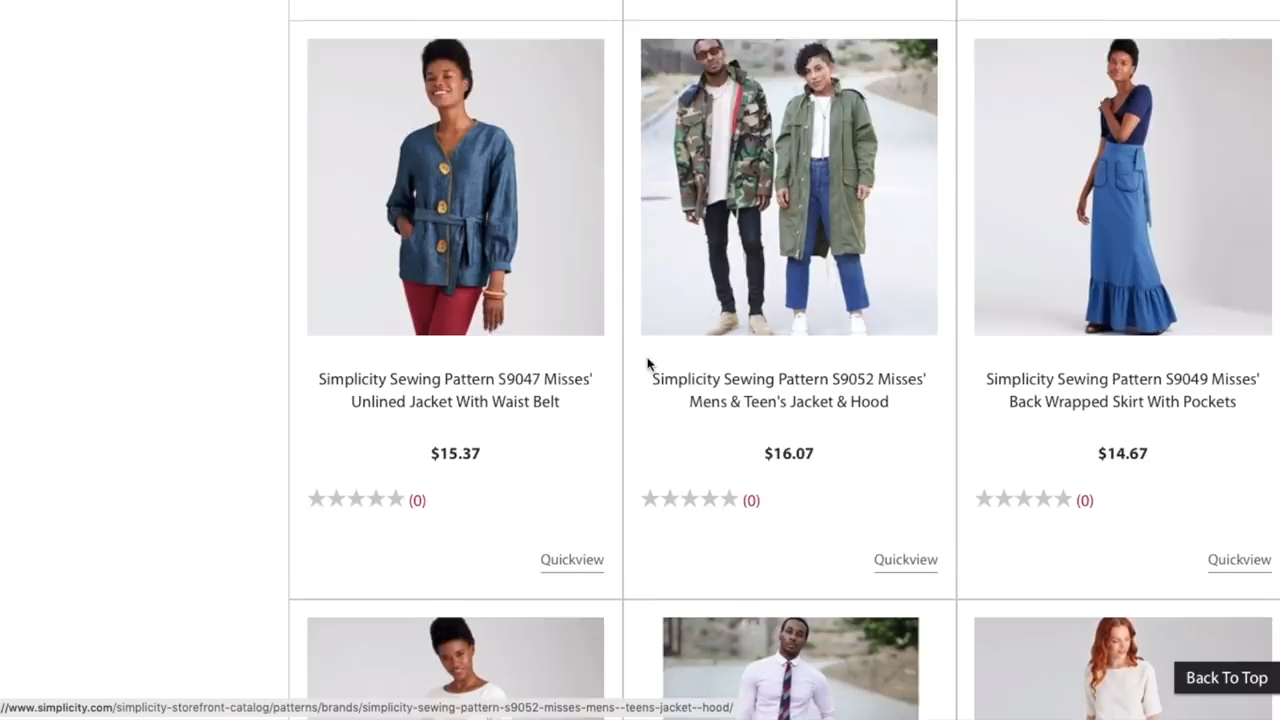 Simplicity Sewing Pattern S9047 Misses'
Unlined Jacket With Waist Belt
$15.37
(0)
Quickview
Simplicity Sewing Pattern S9052 Misses'
Mens & Teen's Jacket & Hood
$16.07
(0)
Quickview
Simplicity Sewing Pattern S9049 Misses'
Back Wrapped Skirt With Pockets
$14.67
(0)
Quickview
Back To Top
//www.simplicity.com/simplicity-storefront-catalog/patterns/brands/simplicity-sewing-pattern-s9052-misses-mens--teens-jacket--hood/